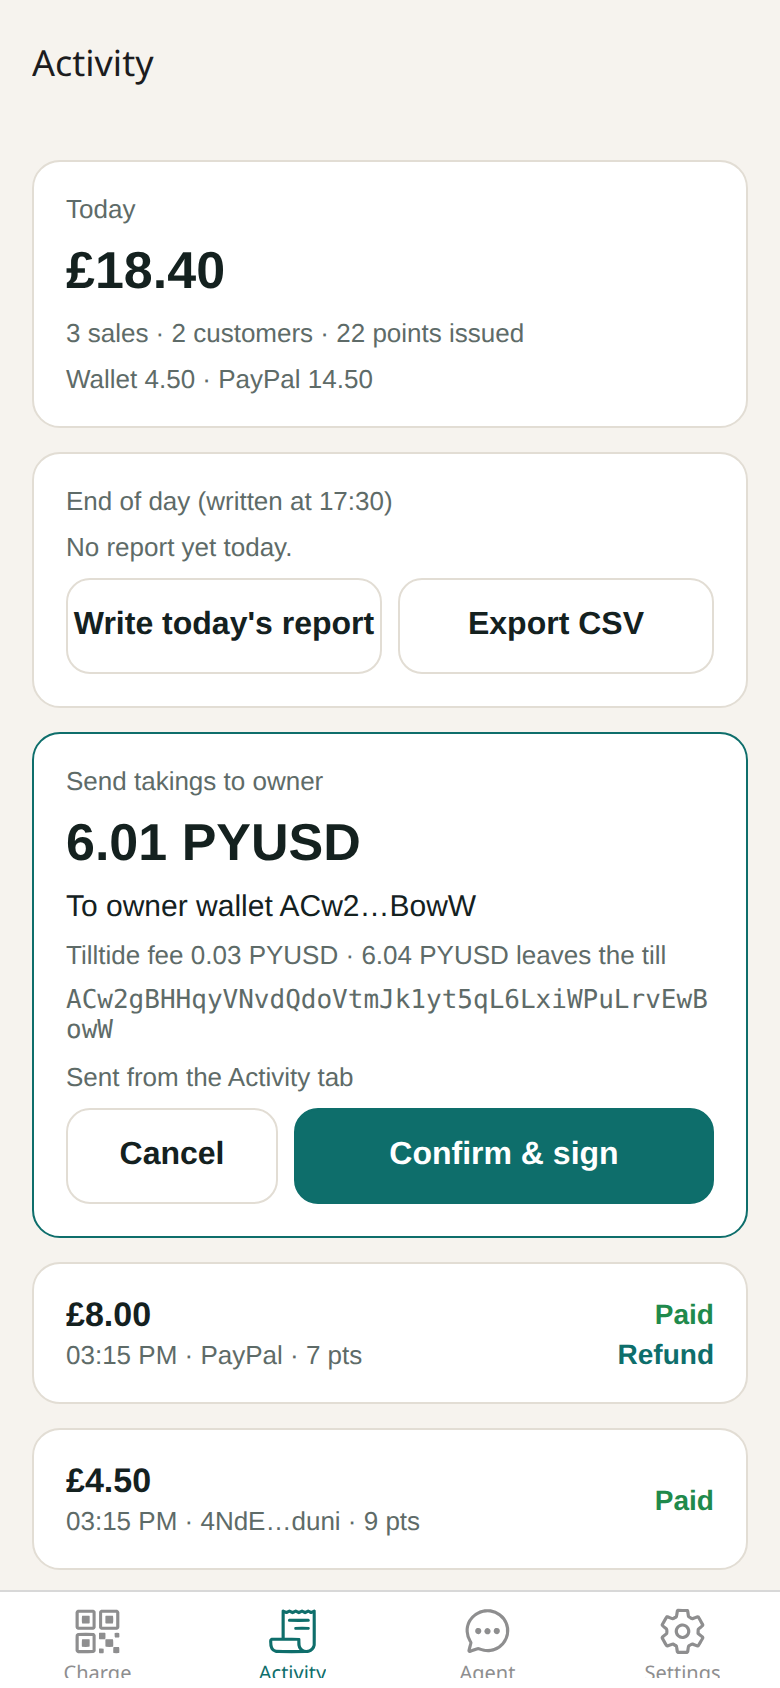 Activity
Today
£18.40
3 sales · 2 customers · 22 points issued
Wallet 4.50 · PayPal 14.50
End of day (written at 17:30)
No report yet today.
Write today's report
Export CSV
Send takings to owner
6.01 PYUSD
To owner wallet ACw2…BowW
Tilltide fee 0.03 PYUSD · 6.04 PYUSD leaves the till
ACw2gBHHqyVNvdQdoVtmJk1yt5qL6LxiWPuLrvEwB
owW
Sent from the Activity tab
Cancel
Confirm & sign
£8.00
Paid
03:15 PM · PayPal · 7 pts
Refund
£4.50
Paid
03:15 PM · 4NdE…duni · 9 pts
Charge
Activity
Agent
Settings